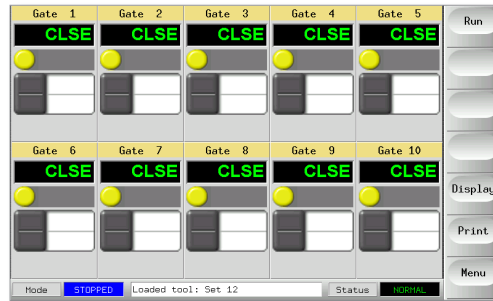 Gate 1 Gate 2 Gate 3 Gate 4 Gate 5 Run
CLSE CLSE CLSE CLSE CLSE
Gate 6 Gate 7 Gate 8 Gate 9 Gate 10
CLSE CLSE CLSE CLSE CLSE
Display
Print
Menu
Mode STOPPED Loaded tool: Set 12 Status NORMAL